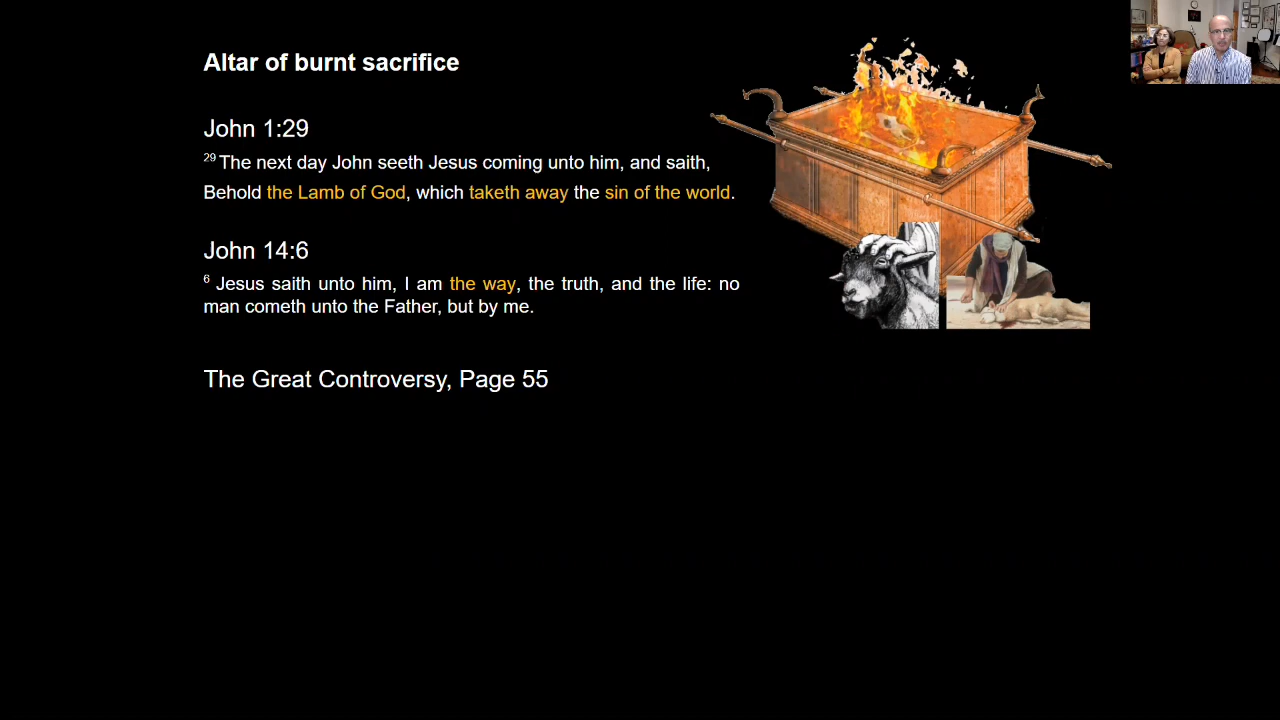 Altar of burnt sacrifice
John 1:29
29 The next day John seeth Jesus coming unto him, and saith,
Behold the Lamb of God, which taketh away the sin of the world.
John 14:6
6 Jesus saith unto him, I am the way, the truth, and the life: no
man cometh unto the Father, but by me.
The Great Controversy, Page 55